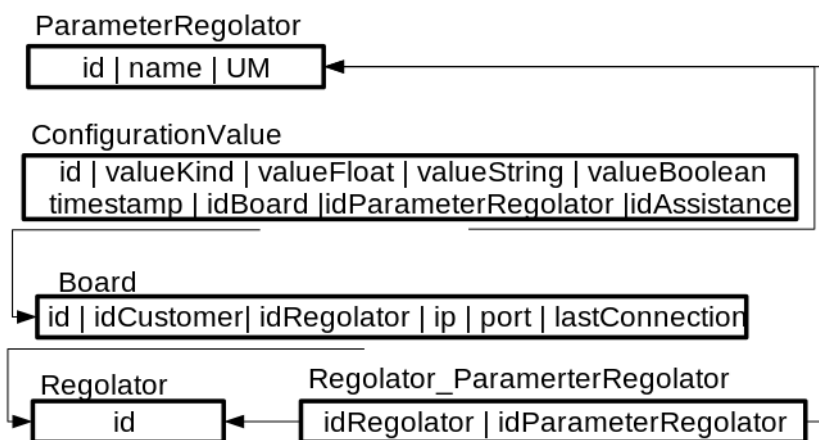 ParameterRegolator
id | name | UM
ConfigurationValue
id | valueKind | valueFloat | valueString | valueBoolean
timestamp | idBoard |idParameterRegolator |idAssistance
Board
id | idCustomer| idRegolator | ip | port | lastConnection
Regolator
Regolator_ParamerterRegolator
id
idRegolator | idParameterRegolator